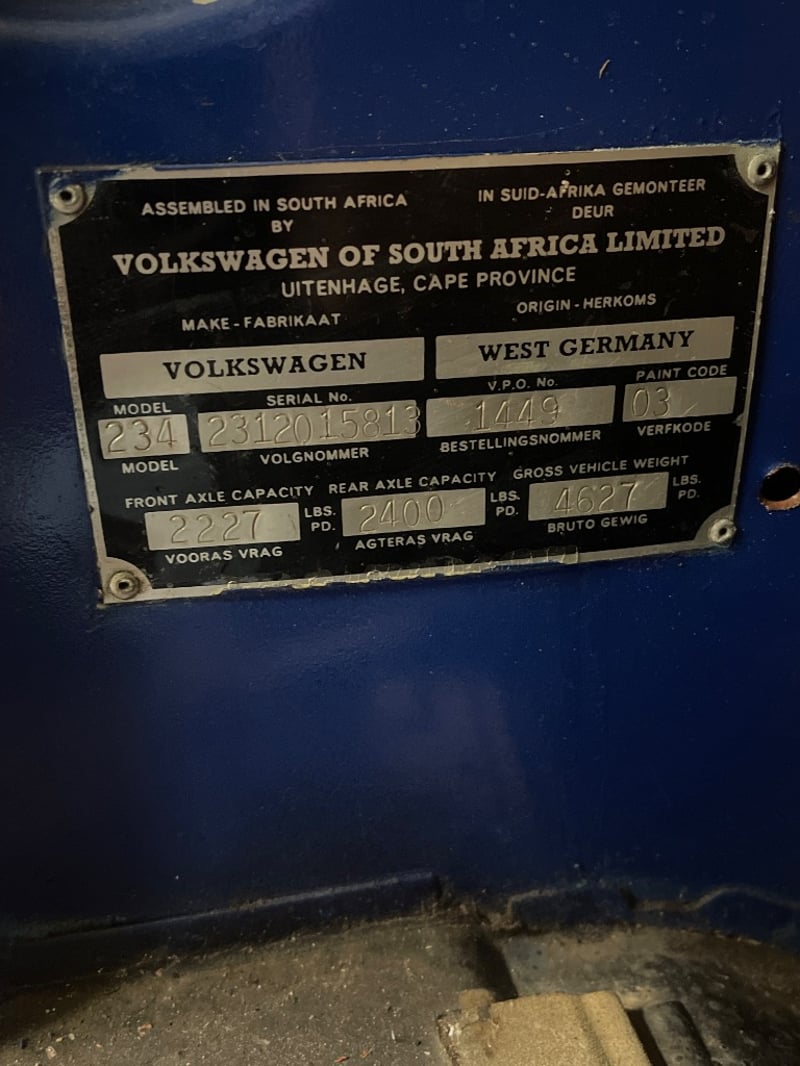 ASSEMBLED IN SOUTH AFRICA IN SUID-AFRIKA GEMONTEER
BY DEUR
VOLKSWAGEN OF SOUTH AFRICA LIMITED
UITENHAGE, CAPE PROVINCE
MAKE-FABRIKAAT ORIGIN-HERKOMS
VOLKSWAGEN WEST GERMANY
MODEL SERIAL No. V.P.O. No. PAINT CODE
234 2312015813 1449 03
MODEL VOLGNOMMER BESTELLINGSNOMMER VERFKODE
FRONT AXLE CAPACITY REAR AXLE CAPACITY GROSS VEHICLE WEIGHT
2227 LBS. PD. 2400 LBS. PD. 4627 LBS. PD.
VOORAS VRAG AGTERAS VRAG BRUTO GEWIG